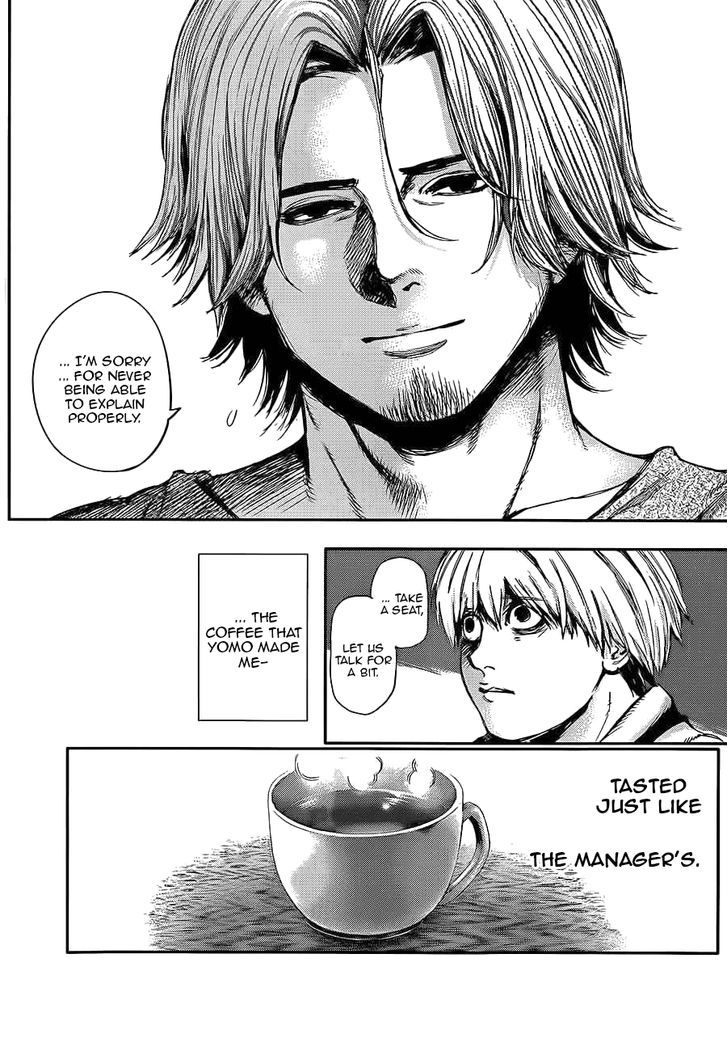 ... I'M SORRY
... FOR NEVER
BEING ABLE
TO EXPLAIN
PROPERLY.
... TAKE
A SEAT,
LET US
TALK FOR
A BIT.
... THE
COFFEE THAT
YOMO MADE
ME-
TASTED
JUST LIKE
THE MANAGER'S.